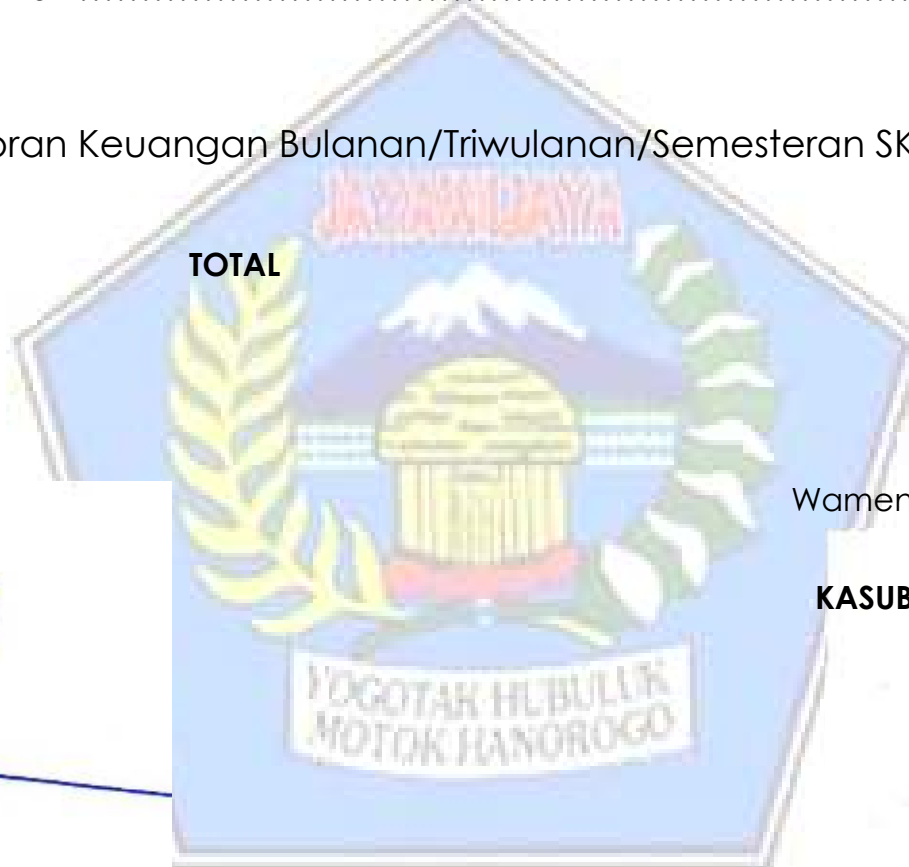 oran Keuangan Bulanan/Triwulanan/Semesteran SK
JAYAWIJAYA
TOTAL
Wamen
KASUB
YOGOTAK HUBULUK
MOTOK HANOROGO